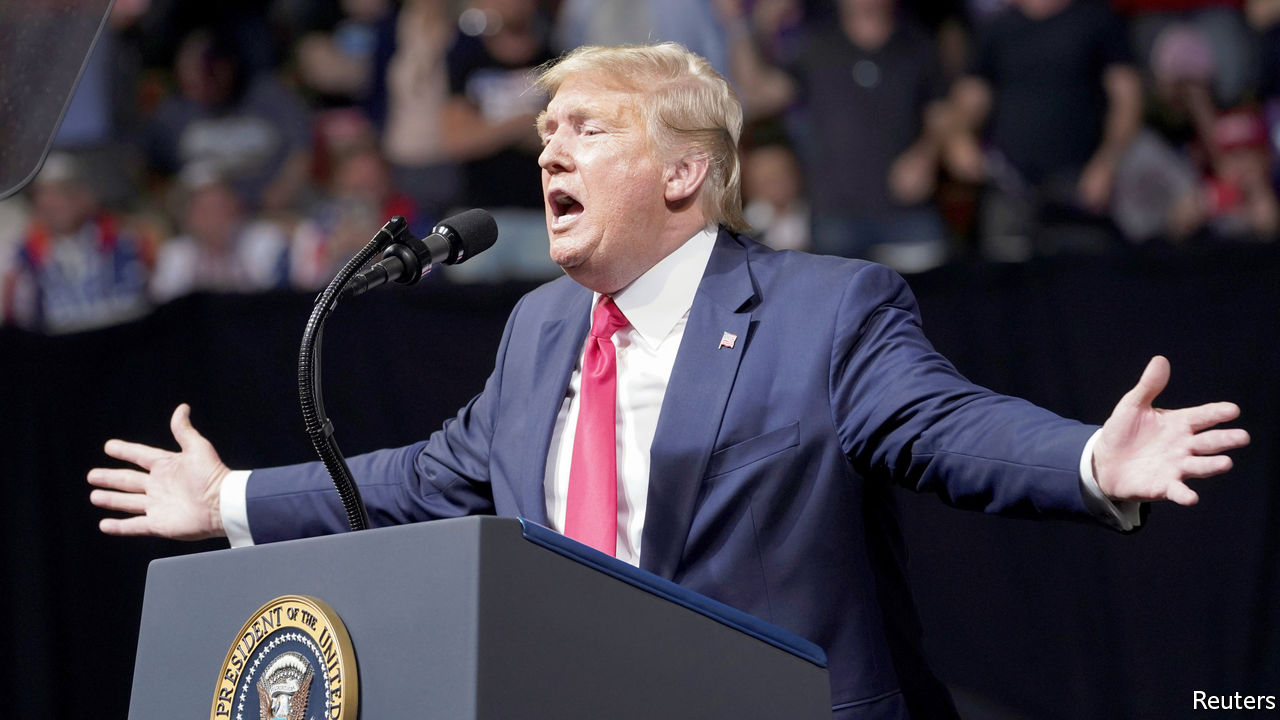 PRESIDENT OF THE UNITED
Reuters